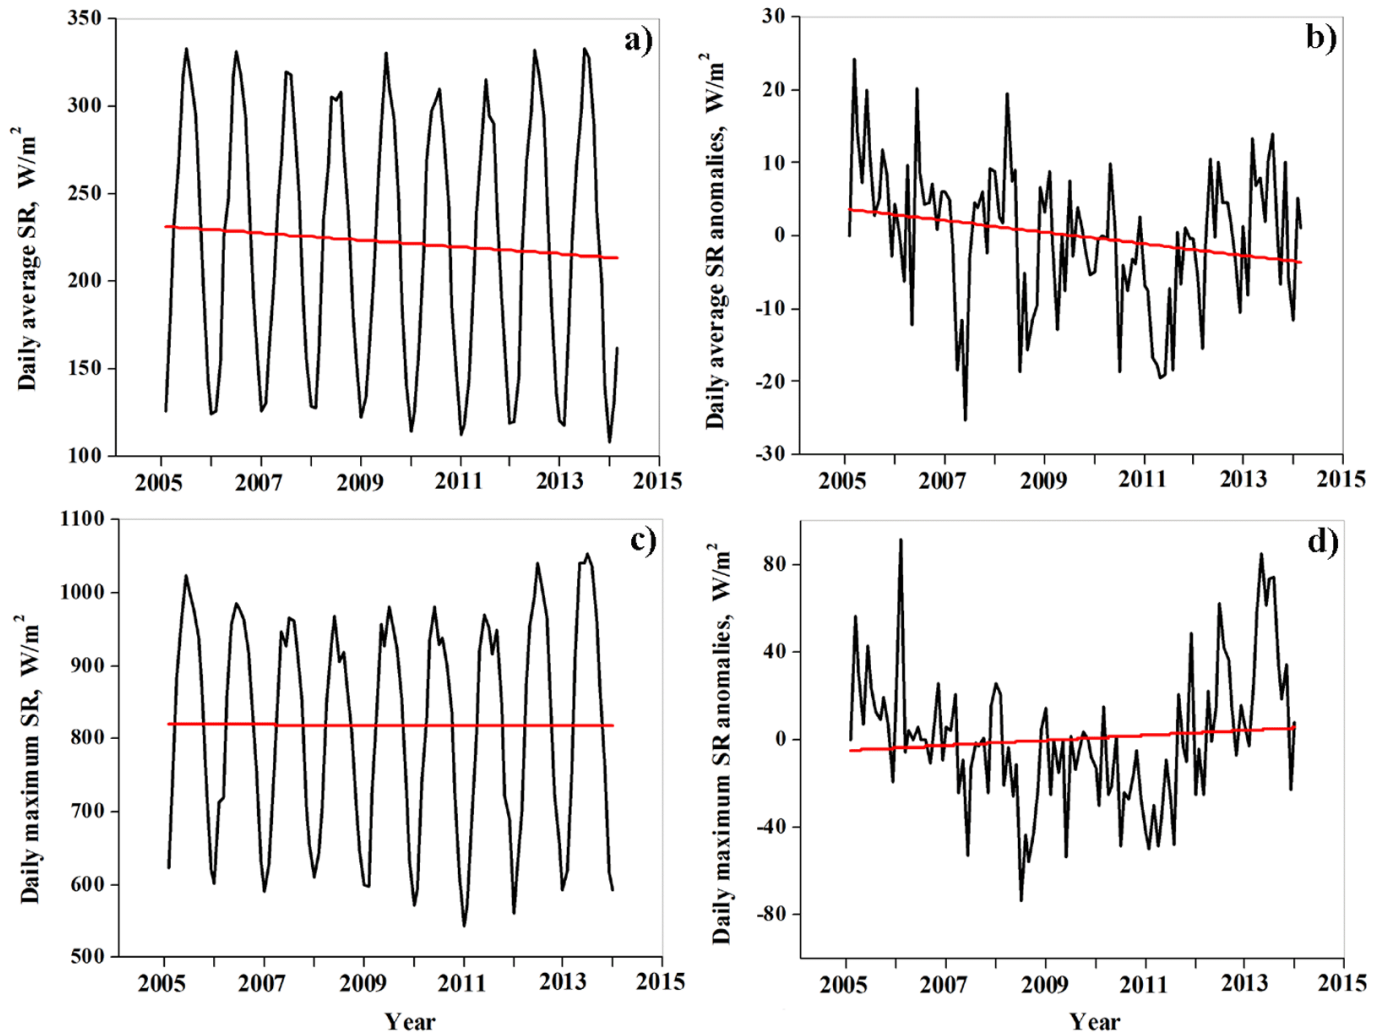 a)
Daily average SR, W/m2
350
300
250
200
150
100
2005 2007 2009 2011 2013 2015
b)
Daily average SR anomalies, W/m2
30
20
10
0
-10
-20
-30
2005 2007 2009 2011 2013 2015
c)
Daily maximum SR, W/m2
1100
1000
900
800
700
600
500
2005 2007 2009 2011 2013 2015
Year
d)
Daily maximum SR anomalies, W/m2
80
40
0
-40
-80
2005 2007 2009 2011 2013 2015
Year